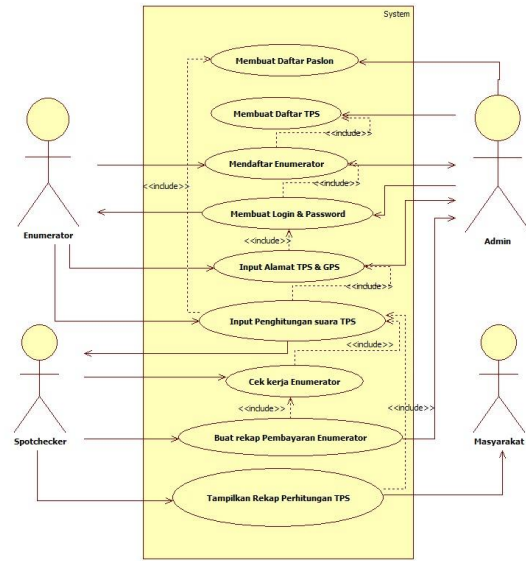 System
Membuat Daftar Paslon
Membuat Daftar TPS
<<include>>
Mendaftar Enumerator
<<include>>
<<include>>
Membuat Login & Password
Enumerator
Admin
<<include>>
Input Alamat TPS & GPS
<<include>>
Input Penghitungan suara TPS
<<include>>
Cek kerja Enumerator
<<include>>
<<include>>
Buat rekap Pembayaran Enumerator
Spotchecker
Masyarakat
Tampilkan Rekap Perhitungan TPS